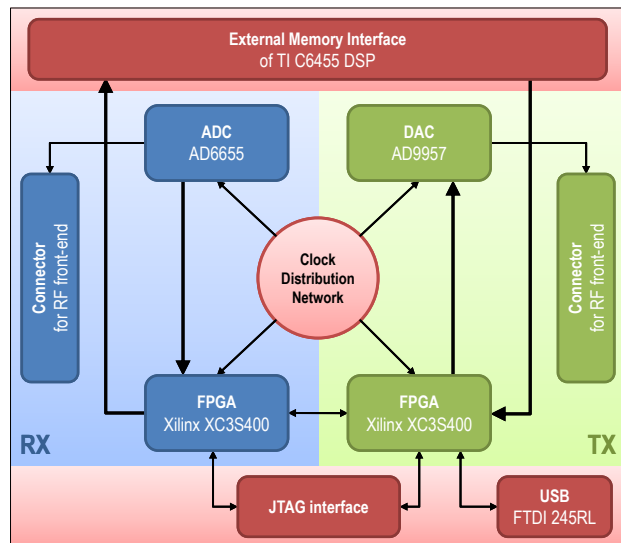 External Memory Interface
of TI C6455 DSP
ADC
AD6655
DAC
AD9957
Connector
for RF front-end
Clock
Distribution
Network
Connector
for RF front-end
FPGA
Xilinx XC3S400
FPGA
Xilinx XC3S400
RX
TX
JTAG interface
USB
FTDI 245RL